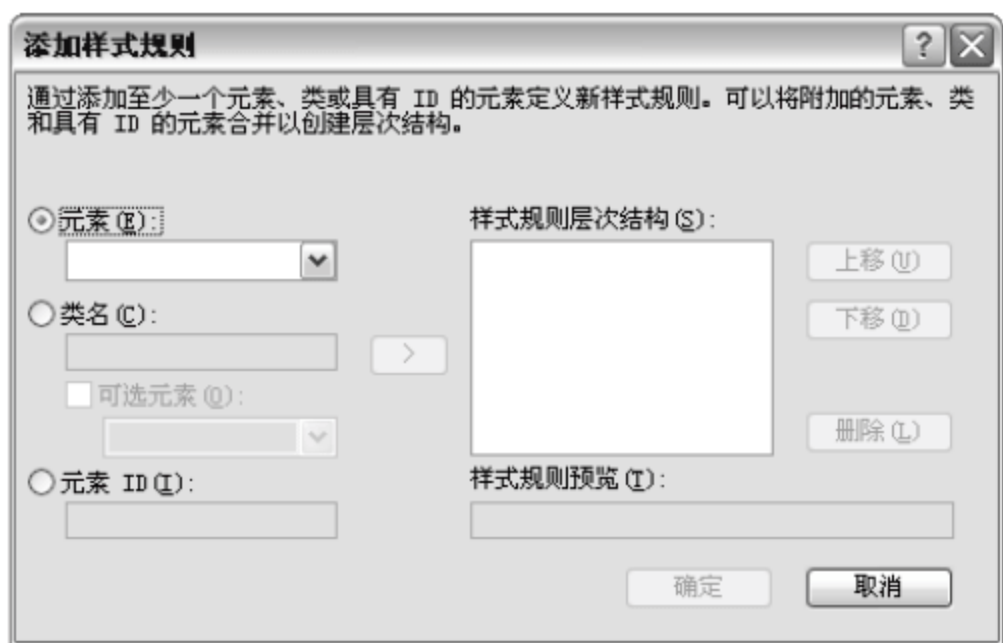 添加样式规则
通过添加至少一个元素、类或具有 ID 的元素定义新样式规则。可以将附加的元素、类
和具有 ID 的元素合并以创建层次结构。
元素(E):
样式规则层次结构(S):
上移(U)
类名(C):
下移(D)
>
可选元素(O):
删除(L)
元素 ID(I):
样式规则预览(T):
确定
取消